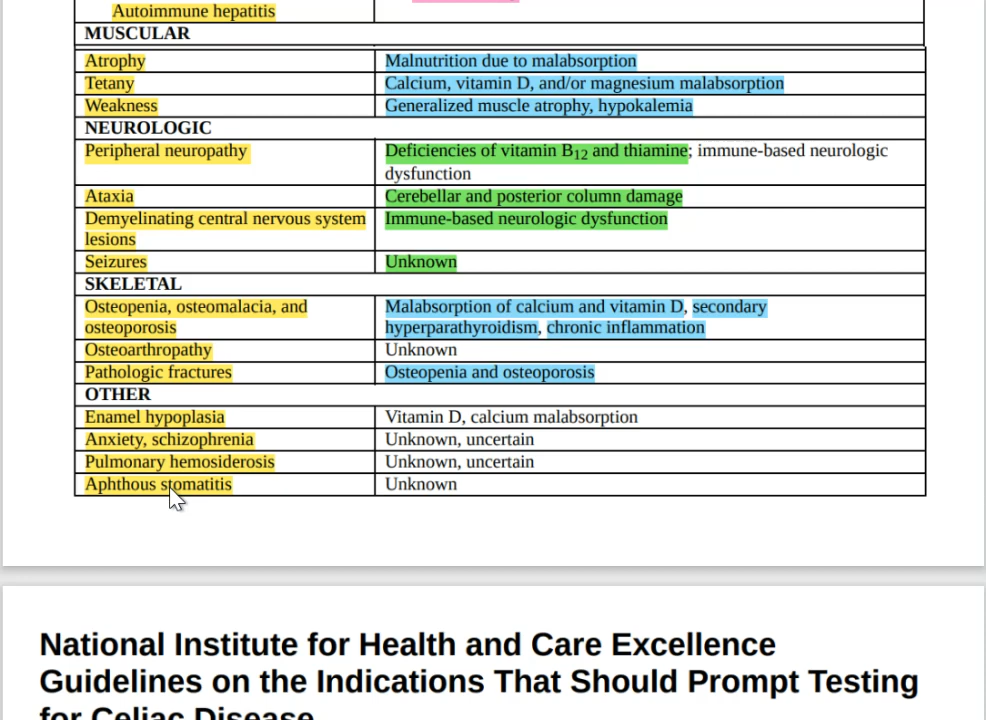 Autoimmune hepatitis
MUSCULAR
Atrophy Malnutrition due to malabsorption
Tetany Calcium, vitamin D, and/or magnesium malabsorption
Weakness Generalized muscle atrophy, hypokalemia
NEUROLOGIC
Peripheral neuropathy Deficiencies of vitamin B12 and thiamine; immune-based neurologic
dysfunction
Ataxia Cerebellar and posterior column damage
Demyelinating central nervous system Immune-based neurologic dysfunction
lesions
Seizures Unknown
SKELETAL
Osteopenia, osteomalacia, and Malabsorption of calcium and vitamin D, secondary
osteoporosis hyperparathyroidism, chronic inflammation
Osteoarthropathy Unknown
Pathologic fractures Osteopenia and osteoporosis
OTHER
Enamel hypoplasia Vitamin D, calcium malabsorption
Anxiety, schizophrenia Unknown, uncertain
Pulmonary hemosiderosis Unknown, uncertain
Aphthous stomatitis Unknown
National Institute for Health and Care Excellence
Guidelines on the Indications That Should Prompt Testing
for Celiac Disease